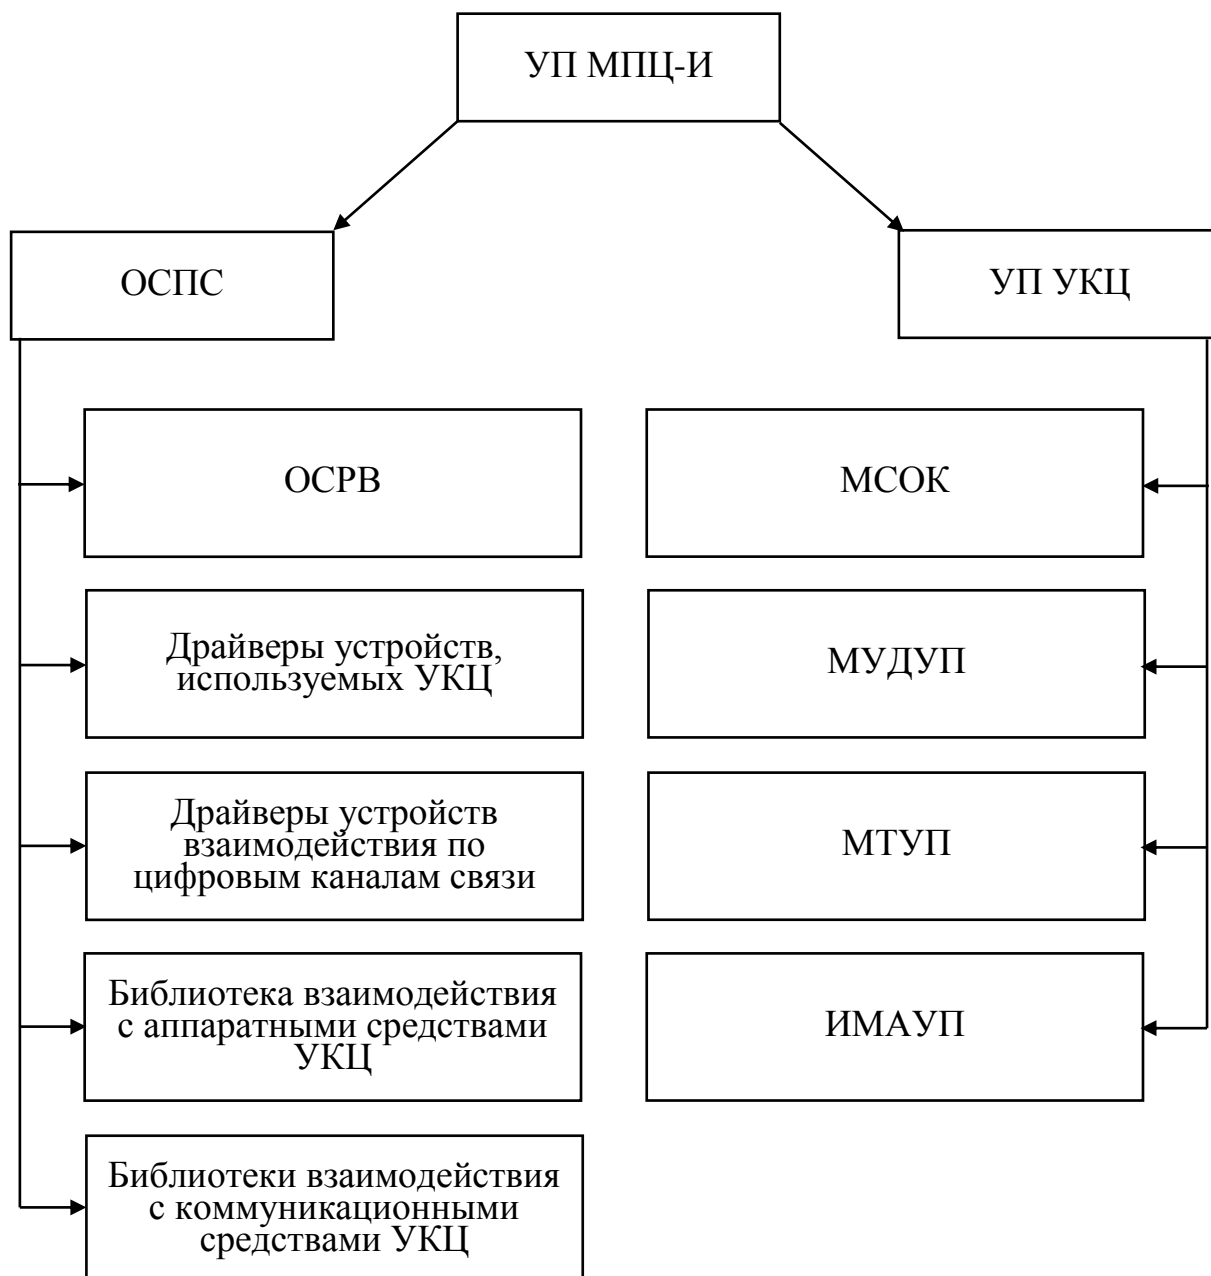 УП МПЦ-И
ОСПС
УП УКЦ
ОСРВ
МСОК
Драйверы устройств,
используемых УКЦ
МУДУП
Драйверы устройств
взаимодействия по
цифровым каналам связи
МТУП
Библиотека взаимодействия
с аппаратными средствами
УКЦ
ИМАУП
Библиотеки взаимодействия
с коммуникационными
средствами УКЦ